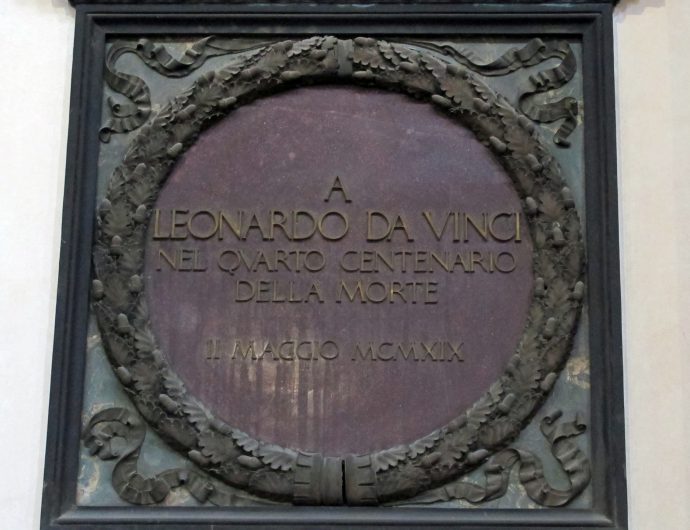 A
LEONARDO DA VINCI
NEL QVARTO CENTENARIO
DELLA MORTE
II MAGGIO MCMXIX